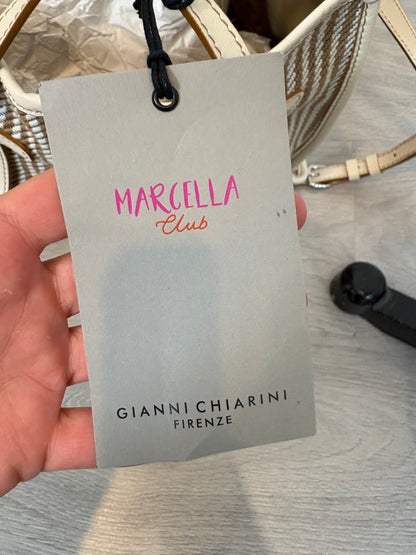 MARCELLA
Club
GIANNI CHIARINI
FIRENZE